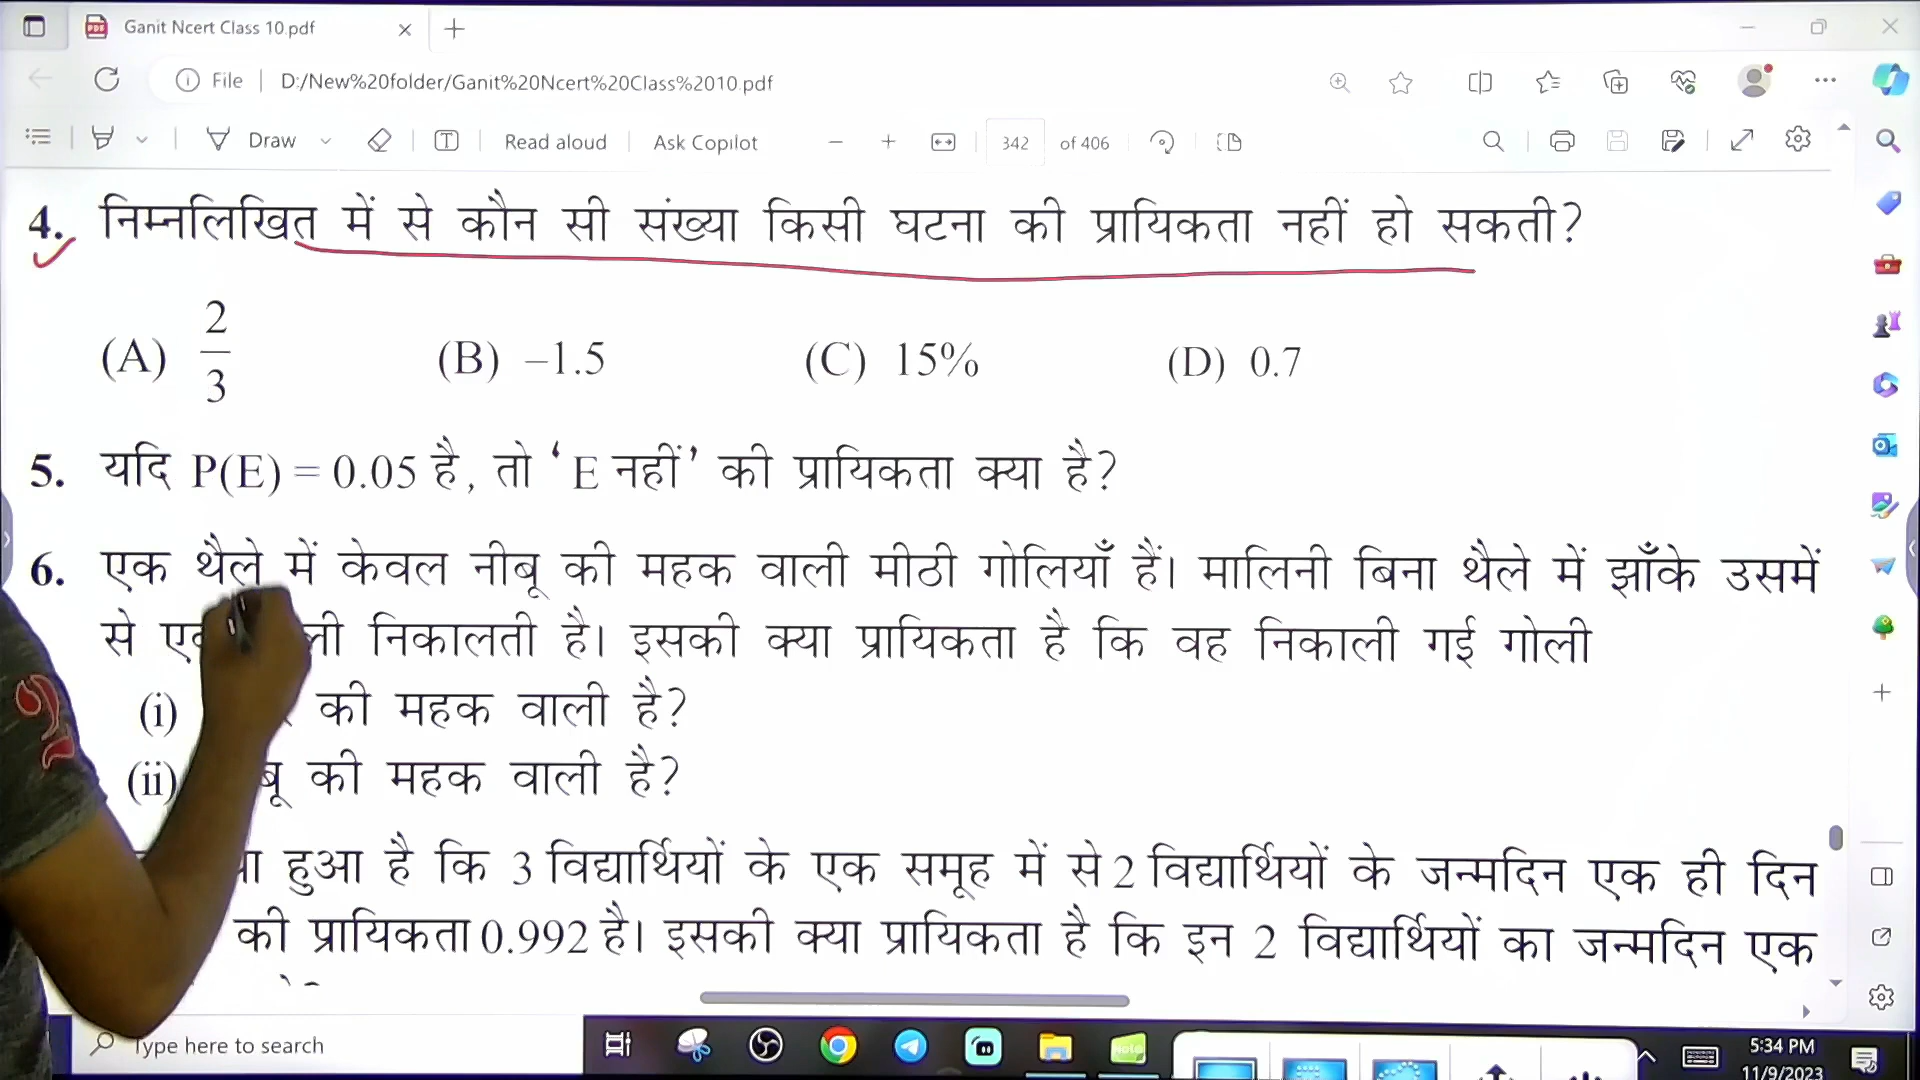 Ganit Ncert Class 10.pdf
File
D:/New%20folder/Ganit%20Ncert%20Class%2010.pdf
Draw
Read aloud
Ask Copilot
342
of 406
4. निम्नलिखित में से कौन सी संख्या किसी घटना की प्रायिकता नहीं हो सकती?
(A) 2/3 (B) –1.5 (C) 15% (D) 0.7
5. यदि P(E) = 0.05 है, तो ‘E नहीं’ की प्रायिकता क्या है?
6. एक थैले में केवल नीबू की महक वाली मीठी गोलियाँ हैं। मालिनी बिना थैले में झाँके उसमें
से निकालती है। इसकी क्या प्रायिकता है कि वह निकाली गई गोली
(i) की महक वाली है?
(ii) की महक वाली है?
हुआ है कि 3 विद्यार्थियों के एक समूह में से 2 विद्यार्थियों के जन्मदिन एक ही दिन
की प्रायिकता 0.992 है। इसकी क्या प्रायिकता है कि इन 2 विद्यार्थियों का जन्मदिन एक
Type here to search
Note
5:34 PM
11/9/2023